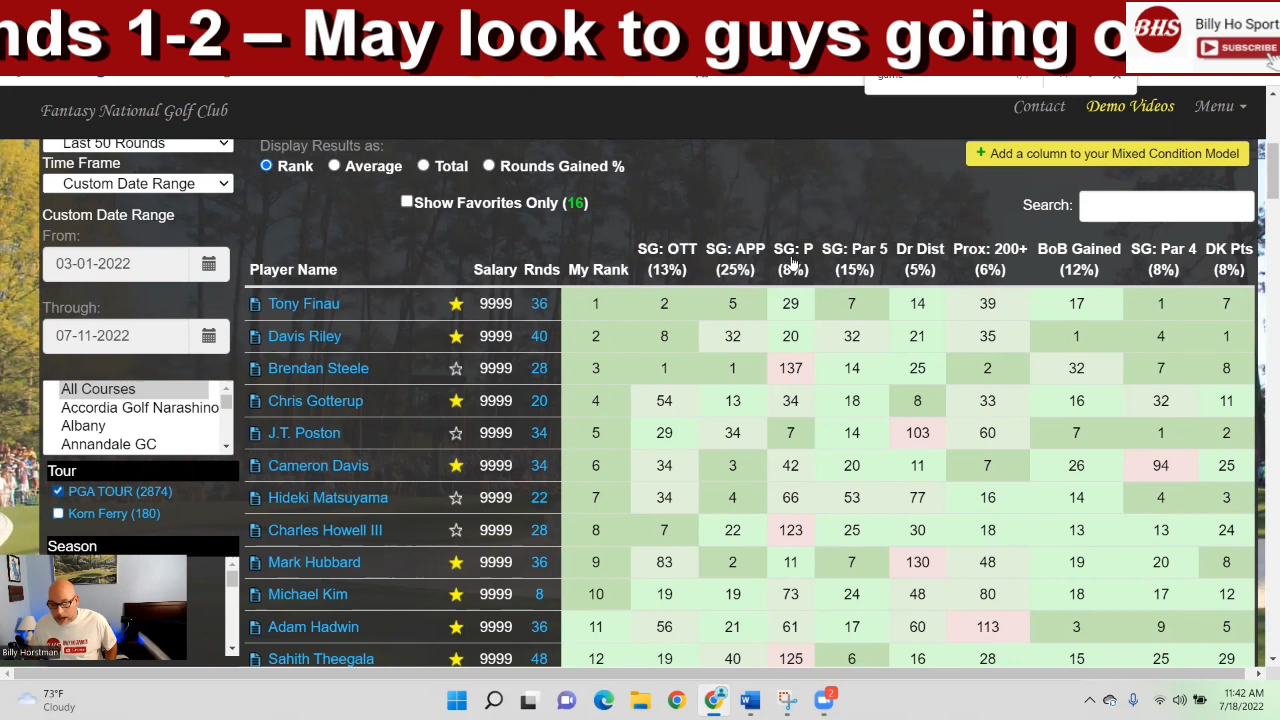 nds 1-2 – May look to guys going o
BHS
Billy Ho Sport
SUBSCRIBE
Fantasy National Golf Club
Contact
Demo Videos
Menu
Last 50 Rounds
Time Frame
Custom Date Range
Custom Date Range
From:
03-01-2022
Through:
07-11-2022
All Courses
Accordia Golf Narashino
Albany
Annandale GC
Tour
PGA TOUR (2874)
Korn Ferry (180)
Season
Billy Horstman
Display Results as:
Rank Average Total Rounds Gained %
+ Add a column to your Mixed Condition Model
Show Favorites Only (16)
Search:
Player Name Salary Rnds My Rank SG: OTT (13%) SG: APP (25%) SG: P (8%) SG: Par 5 (15%) Dr Dist (5%) Prox: 200+ (6%) BoB Gained (12%) SG: Par 4 (8%) DK Pts (8%)
Tony Finau 9999 36 1 2 5 29 7 14 39 17 1 7
Davis Riley 9999 40 2 8 32 20 32 21 35 1 4 1
Brendan Steele 9999 28 3 1 1 137 14 25 2 32 7 8
Chris Gotterup 9999 20 4 54 13 34 18 8 33 16 32 11
J.T. Poston 9999 34 5 29 34 7 14 103 60 7 1 2
Cameron Davis 9999 34 6 34 3 42 20 11 7 26 94 25
Hideki Matsuyama 9999 22 7 34 4 66 53 77 16 14 4 3
Charles Howell III 9999 28 8 7 22 123 25 30 18 13 13 24
Mark Hubbard 9999 36 9 83 2 11 7 130 48 19 20 8
Michael Kim 9999 8 10 19 19 73 24 48 80 18 17 12
Adam Hadwin 9999 36 11 56 21 61 17 60 113 3 9 5
Sahith Theegala 9999 48 12 19 40 125 6 16 28 15 25 29
73°F
Cloudy
2
11:42 AM
7/18/2022